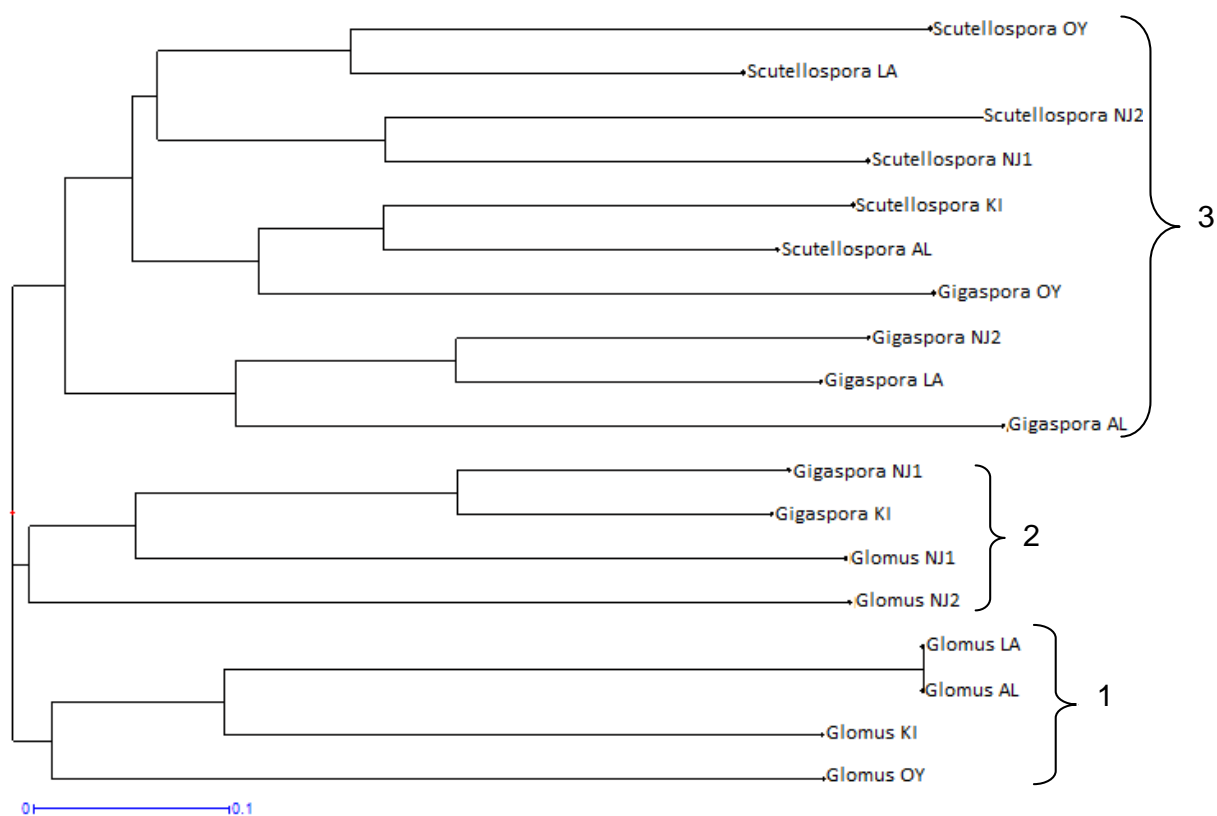 Scutellospora OY
Scutellospora LA
Scutellospora NJ2
Scutellospora NJ1
Scutellospora KI
3
Scutellospora AL
Gigaspora OY
Gigaspora NJ2
Gigaspora LA
Gigaspora AL
Gigaspora NJ1
Gigaspora KI
2
Glomus NJ1
Glomus NJ2
Glomus LA
Glomus AL
1
Glomus KI
Glomus OY
0 0.1